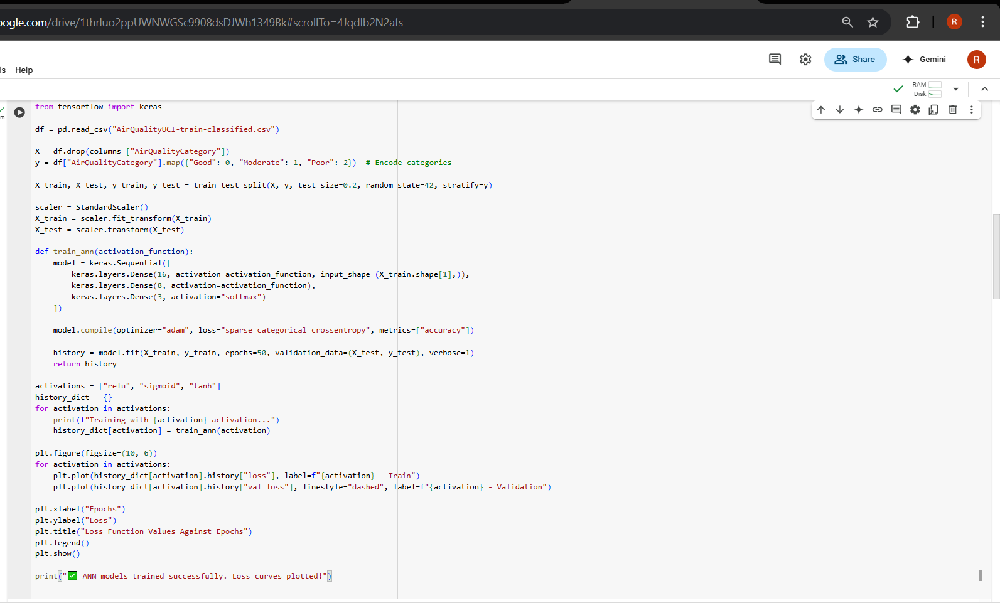 oogle.com/drive/1thrluo2ppUWNWGSc9908dsDJWh1349Bk#scrollTo=4JqdIb2N2afs
R
Share
Gemini
R
ls Help
RAM
Disk
from tensorflow import keras
df = pd.read_csv("AirQualityUCI-train-classified.csv")
X = df.drop(columns=["AirQualityCategory"])
y = df["AirQualityCategory"].map({"Good": 0, "Moderate": 1, "Poor": 2})  # Encode categories
X_train, X_test, y_train, y_test = train_test_split(X, y, test_size=0.2, random_state=42, stratify=y)
scaler = StandardScaler()
X_train = scaler.fit_transform(X_train)
X_test = scaler.transform(X_test)
def train_ann(activation_function):
    model = keras.Sequential([
        keras.layers.Dense(16, activation=activation_function, input_shape=(X_train.shape[1],)),
        keras.layers.Dense(8, activation=activation_function),
        keras.layers.Dense(3, activation="softmax")
    ])
    model.compile(optimizer="adam", loss="sparse_categorical_crossentropy", metrics=["accuracy"])
    history = model.fit(X_train, y_train, epochs=50, validation_data=(X_test, y_test), verbose=1)
    return history
activations = ["relu", "sigmoid", "tanh"]
history_dict = {}
for activation in activations:
    print(f"Training with {activation} activation...")
    history_dict[activation] = train_ann(activation)
plt.figure(figsize=(10, 6))
for activation in activations:
    plt.plot(history_dict[activation].history["loss"], label=f"{activation} - Train")
    plt.plot(history_dict[activation].history["val_loss"], linestyle="dashed", label=f"{activation} - Validation")
plt.xlabel("Epochs")
plt.ylabel("Loss")
plt.title("Loss Function Values Against Epochs")
plt.legend()
plt.show()
print("✅ ANN models trained successfully. Loss curves plotted!")